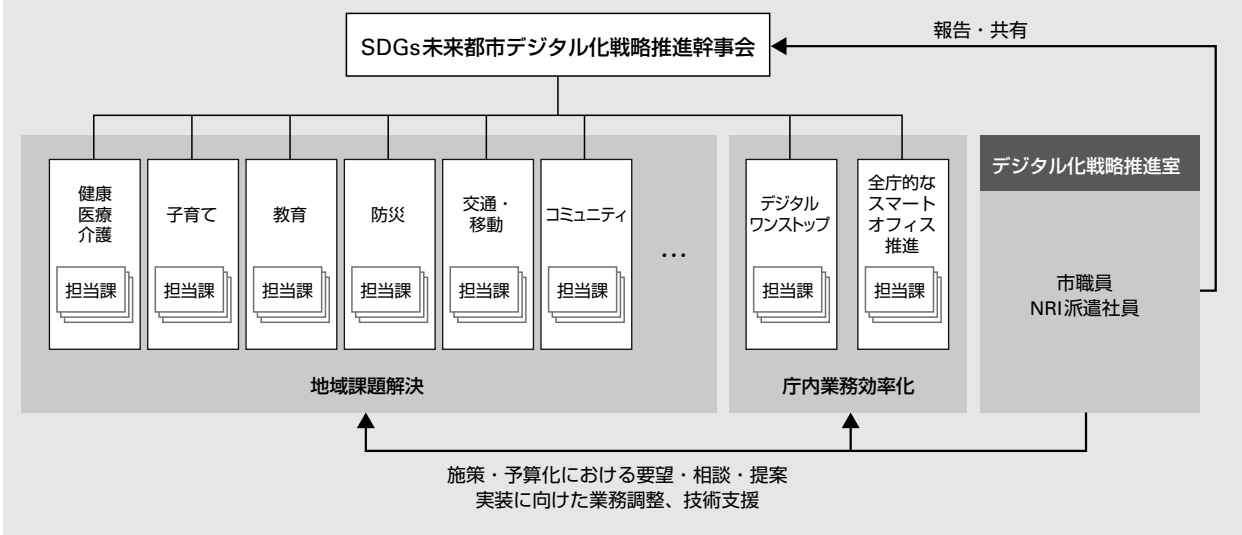 SDGs未来都市デジタル化戦略推進幹事会
報告・共有
健康
医療
介護
担当課
子育て
担当課
教育
担当課
防災
担当課
交通・
移動
担当課
コミュニティ
担当課
…
地域課題解決
デジタル
ワンストップ
担当課
全庁的な
スマート
オフィス
推進
担当課
庁内業務効率化
デジタル化戦略推進室
市職員
NRI派遣社員
施策・予算化における要望・相談・提案
実装に向けた業務調整、技術支援